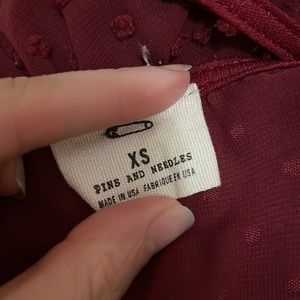 XS
PINS AND NEEDLES
MADE IN USA FABRIQUE EN USA